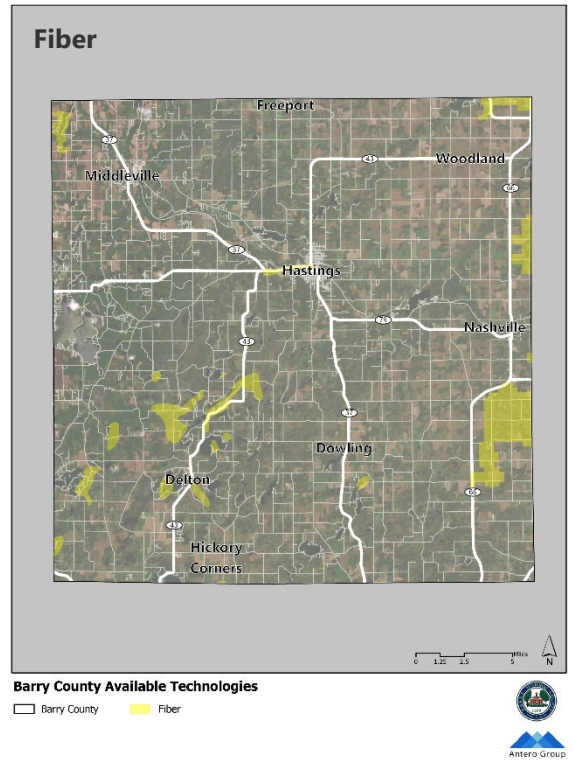 Fiber
Freeport
37
43
Woodland
Middleville
66
37
Hastings
79
Nashville
43
37
Dowling
Delton
66
43
Hickory
Corners
Miles
0 1.25 2.5 5
N
Barry County Available Technologies
Barry County Fiber
Antero Group